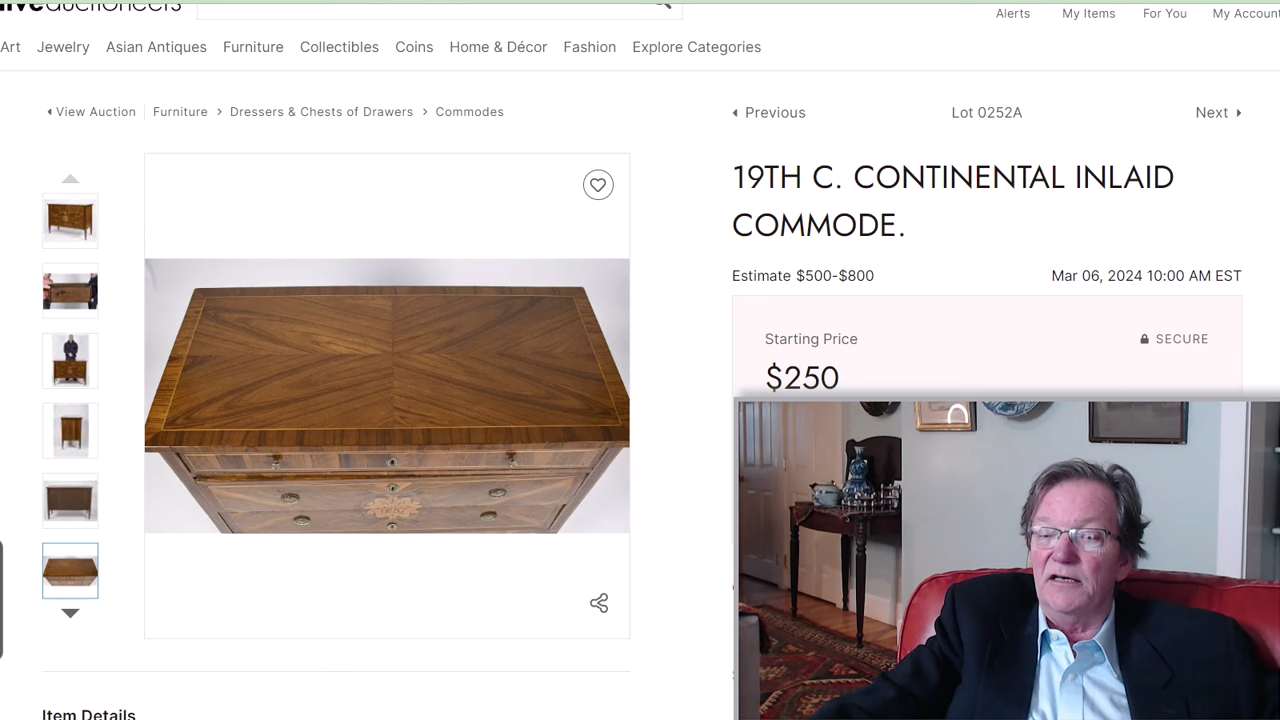 liveauctioneers
Alerts My Items For You My Account
Art Jewelry Asian Antiques Furniture Collectibles Coins Home & Décor Fashion Explore Categories
View Auction Furniture > Dressers & Chests of Drawers > Commodes
Previous Lot 0252A Next
19TH C. CONTINENTAL INLAID
COMMODE.
Estimate $500-$800 Mar 06, 2024 10:00 AM EST
Starting Price SECURE
$250
Item Details